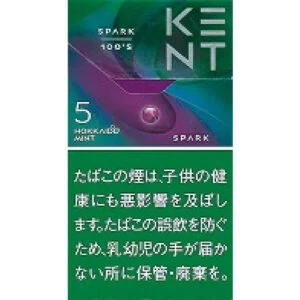 SPARK
100'S
KENT
5
HOKKAIDO
MINT
SPARK
たばこの煙は、子供の健
康にも悪影響を及ぼし
ます。たばこの誤飲を防ぐ
ため、乳幼児の手が届か
ない所に保管・廃棄を。